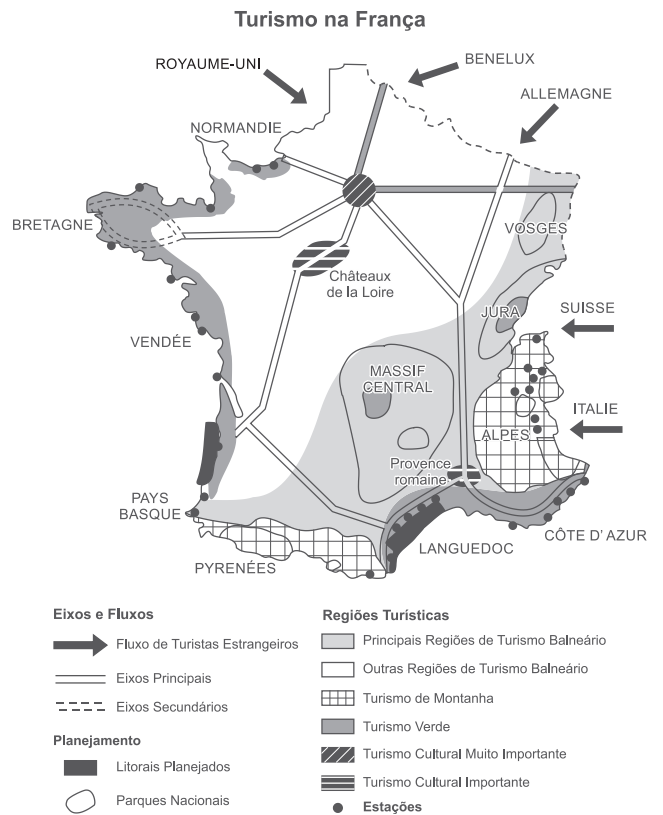 Turismo na França
BENELUX
ROYAUME-UNI
ALLEMAGNE
NORMANDIE
BRETAGNE
VOSGES
Châteaux
de la Loire
JURA
SUISSE
VENDÉE
MASSIF
CENTRAL
ITALIE
ALPES
Provence
romaine
PAYS
BASQUE
CÔTE D' AZUR
LANGUEDOC
PYRENÉES
Eixos e Fluxos
Fluxo de Turistas Estrangeiros
Eixos Principais
Eixos Secundários
Planejamento
Litorais Planejados
Parques Nacionais
Regiões Turísticas
Principais Regiões de Turismo Balneário
Outras Regiões de Turismo Balneário
Turismo de Montanha
Turismo Verde
Turismo Cultural Muito Importante
Turismo Cultural Importante
Estações